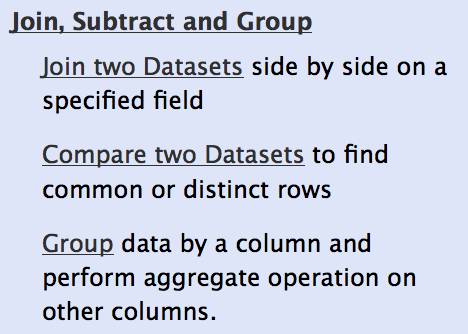 Join, Subtract and Group
Join two Datasets side by side on a
specified field
Compare two Datasets to find
common or distinct rows
Group data by a column and
perform aggregate operation on
other columns.